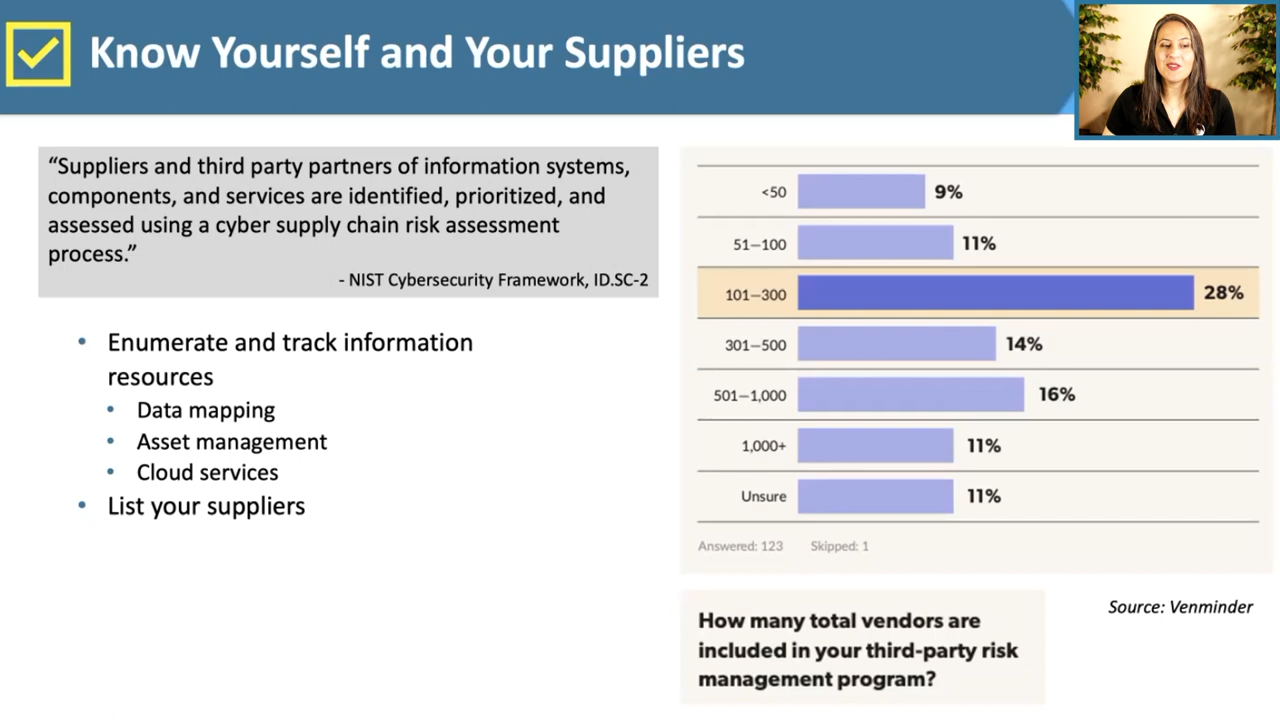 Know Yourself and Your Suppliers
“Suppliers and third party partners of information systems,
components, and services are identified, prioritized, and
assessed using a cyber supply chain risk assessment
process.”
- NIST Cybersecurity Framework, ID.SC-2
• Enumerate and track information
resources
• Data mapping
• Asset management
• Cloud services
• List your suppliers
<50 9%
51–100 11%
101–300 28%
301–500 14%
501–1,000 16%
1,000+ 11%
Unsure 11%
Answered: 123 Skipped: 1
How many total vendors are
included in your third-party risk
management program?
Source: Venminder